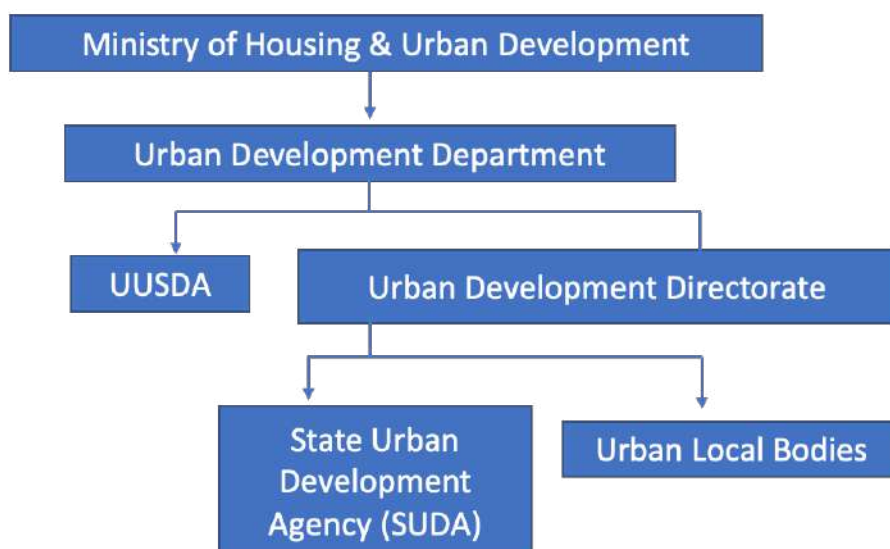 Ministry of Housing & Urban Development
Urban Development Department
UUSDA
Urban Development Directorate
State Urban
Development
Agency (SUDA)
Urban Local Bodies